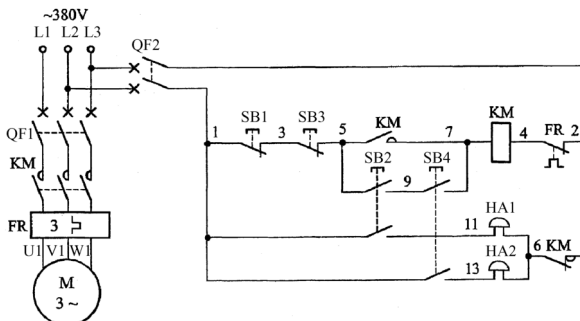 ~380V
L1 L2 L3
QF2
QF1
KM
FR 3
U1 V1 W1
M
3 ~
1 SB1 3 SB3 5 KM 7 KM 4 FR 2
SB2 9 SB4
11 HA1
13 HA2 6 KM